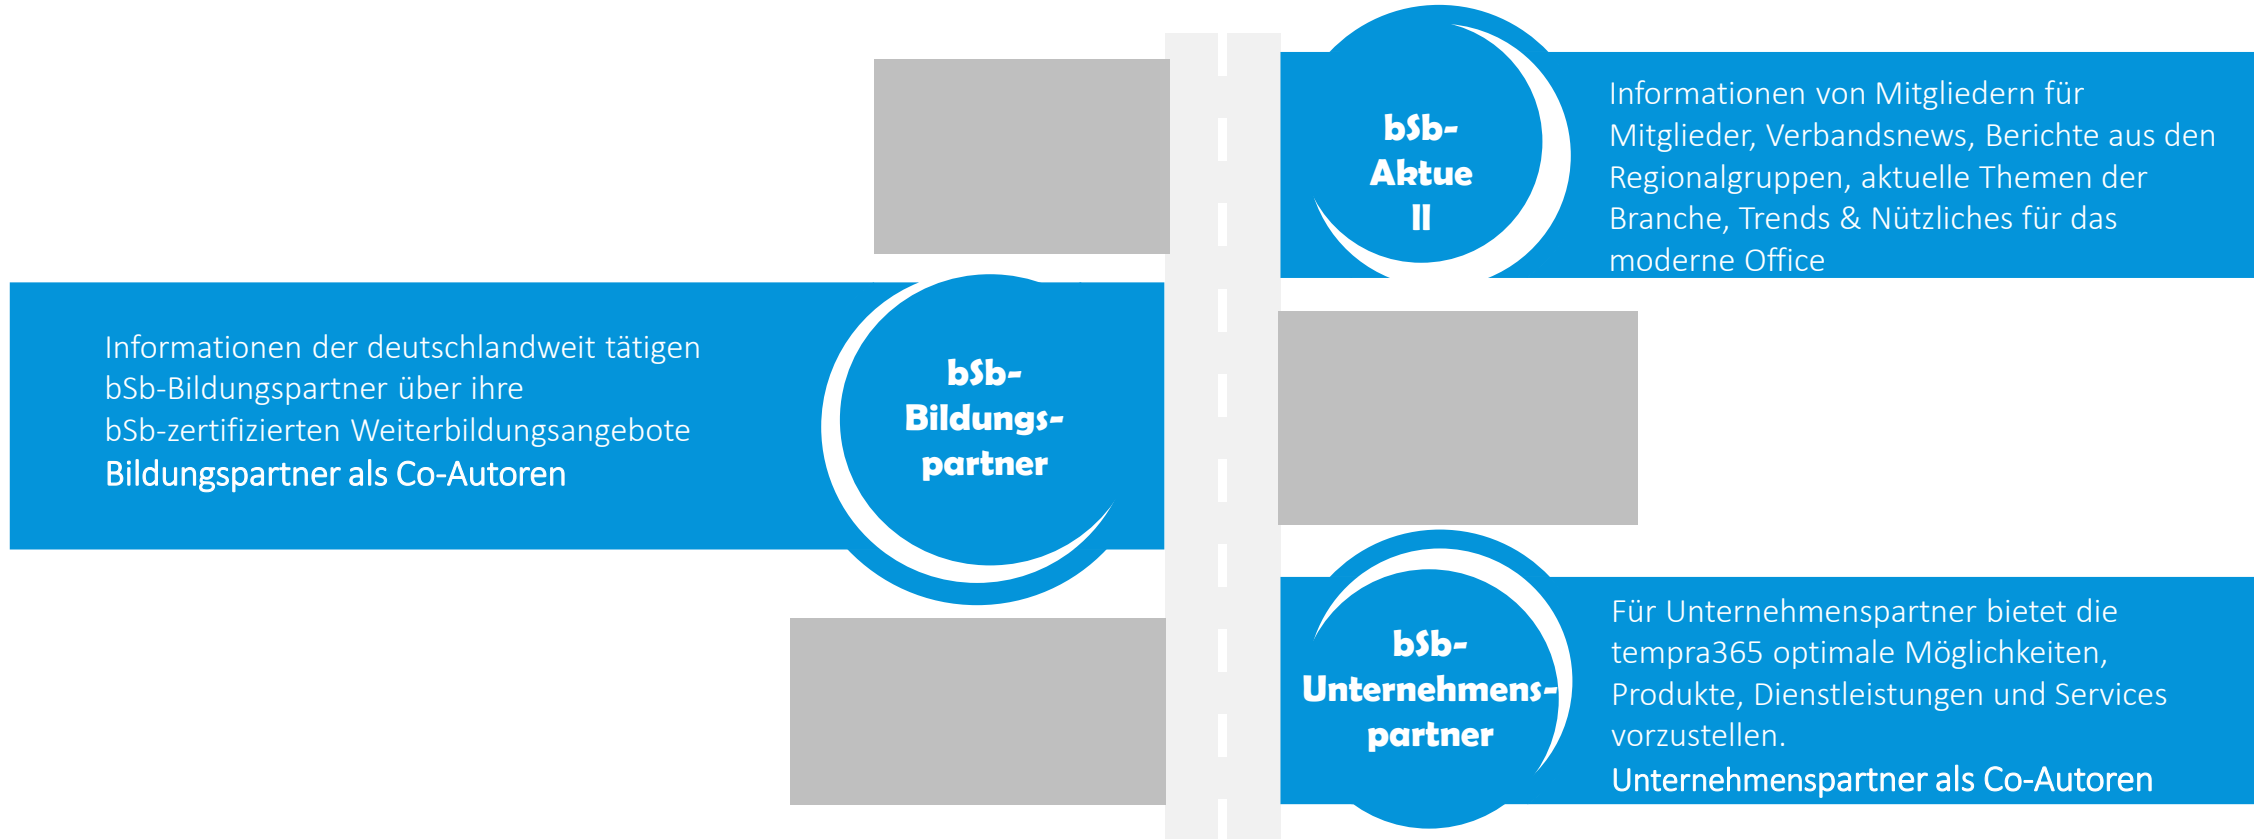 bSb-
Aktue
ll
Informationen von Mitgliedern für
Mitglieder, Verbandsnews, Berichte aus den
Regionalgruppen, aktuelle Themen der
Branche, Trends & Nützliches für das
moderne Office
Informationen der deutschlandweit tätigen
bSb-Bildungspartner über ihre
bSb-zertifizierten Weiterbildungsangebote
Bildungspartner als Co-Autoren
bSb-
Bildungs-
partner
bSb-
Unternehmens-
partner
Für Unternehmenspartner bietet die
tempra365 optimale Möglichkeiten,
Produkte, Dienstleistungen und Services
vorzustellen.
Unternehmenspartner als Co-Autoren